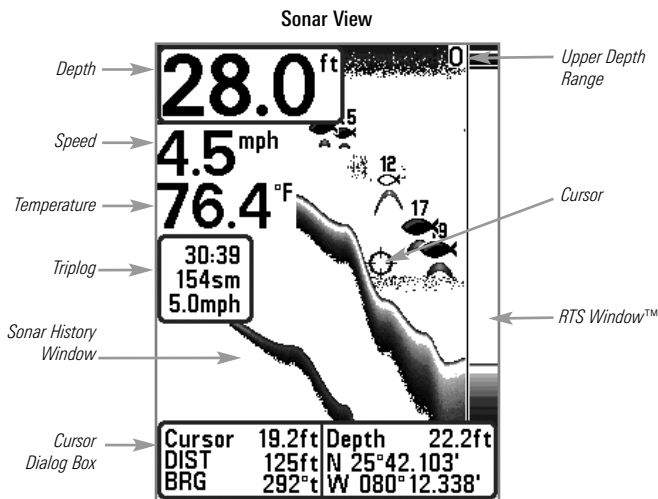 Sonar View
Depth
28.0 ft
0
Upper Depth
Range
Speed
4.5 mph
12
Temperature
76.4 °F
17
Cursor
Triplog
30:39
154sm
5.0mph
Sonar History
Window
RTS Window™
Cursor
Dialog Box
Cursor 19.2ft
DIST 125ft
BRG 292°t
Depth 22.2ft
N 25°42.103'
W 080°12.338'